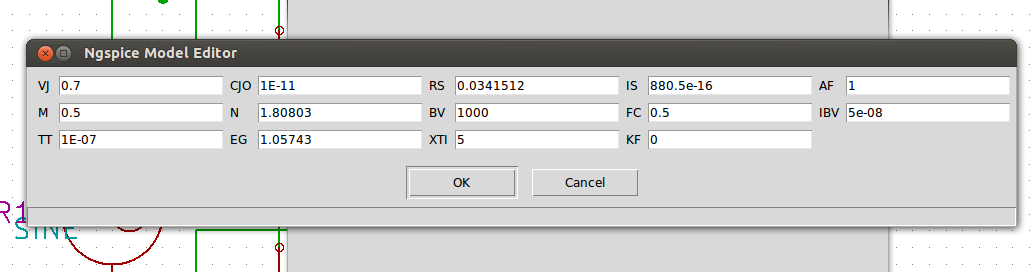 Ngspice Model Editor
VJ 0.7 CJO 1E-11 RS 0.0341512 IS 880.5e-16 AF 1
M 0.5 N 1.80803 BV 1000 FC 0.5 IBV 5e-08
TT 1E-07 EG 1.05743 XTI 5 KF 0
OK Cancel
R1
SINE